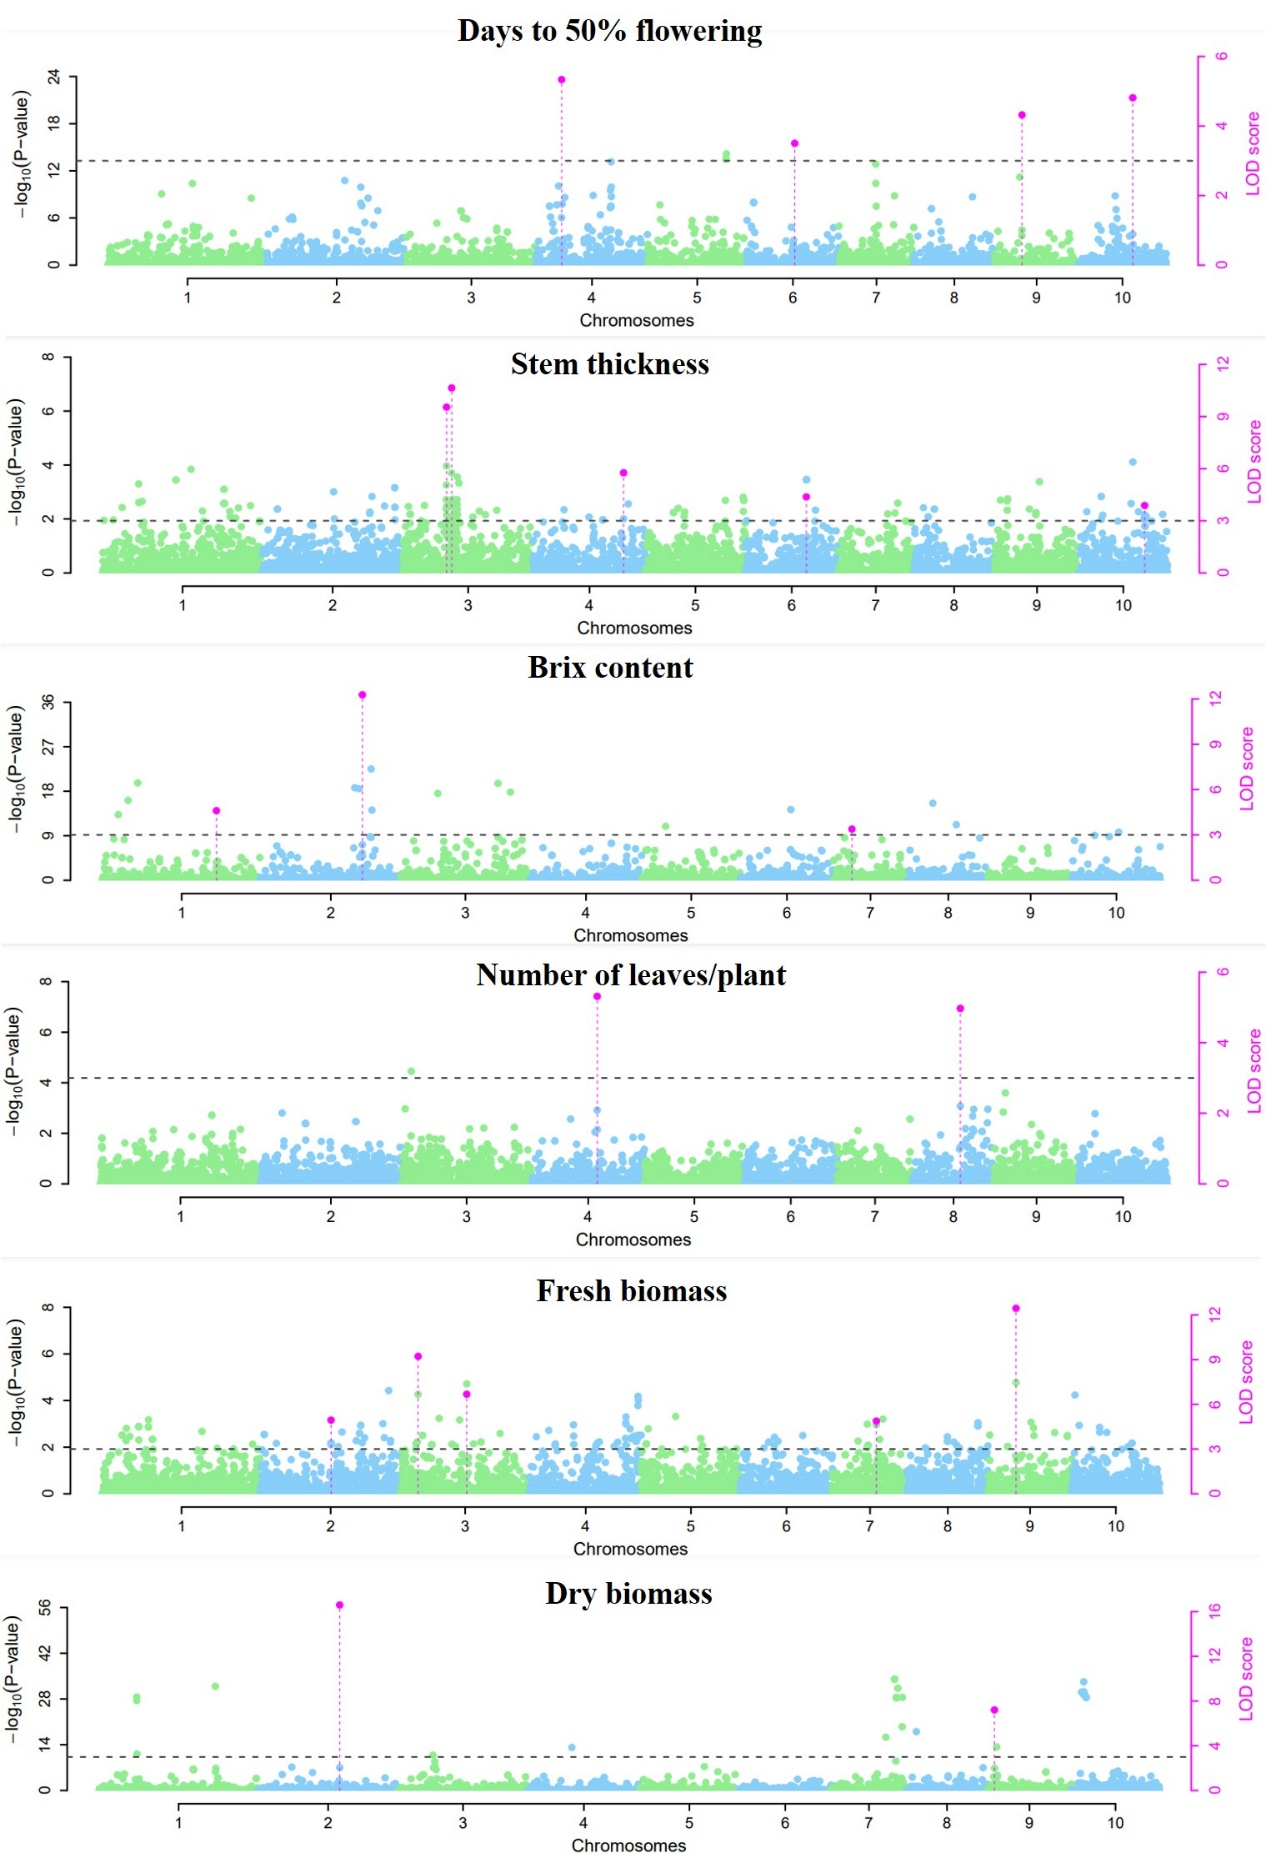 Days to 50% flowering
−log10(P−value)
0 6 12 18 24
LOD score
0 2 4 6
1 2 3 4 5 6 7 8 9 10
Chromosomes
Stem thickness
−log10(P−value)
0 2 4 6 8
LOD score
0 3 6 9 12
1 2 3 4 5 6 7 8 9 10
Chromosomes
Brix content
−log10(P−value)
0 9 18 27 36
LOD score
0 3 6 9 12
1 2 3 4 5 6 7 8 9 10
Chromosomes
Number of leaves/plant
−log10(P−value)
0 2 4 6 8
LOD score
0 2 4 6
1 2 3 4 5 6 7 8 9 10
Chromosomes
Fresh biomass
−log10(P−value)
0 2 4 6 8
LOD score
0 3 6 9 12
1 2 3 4 5 6 7 8 9 10
Chromosomes
Dry biomass
−log10(P−value)
0 14 28 42 56
LOD score
0 4 8 12 16
1 2 3 4 5 6 7 8 9 10
Chromosomes